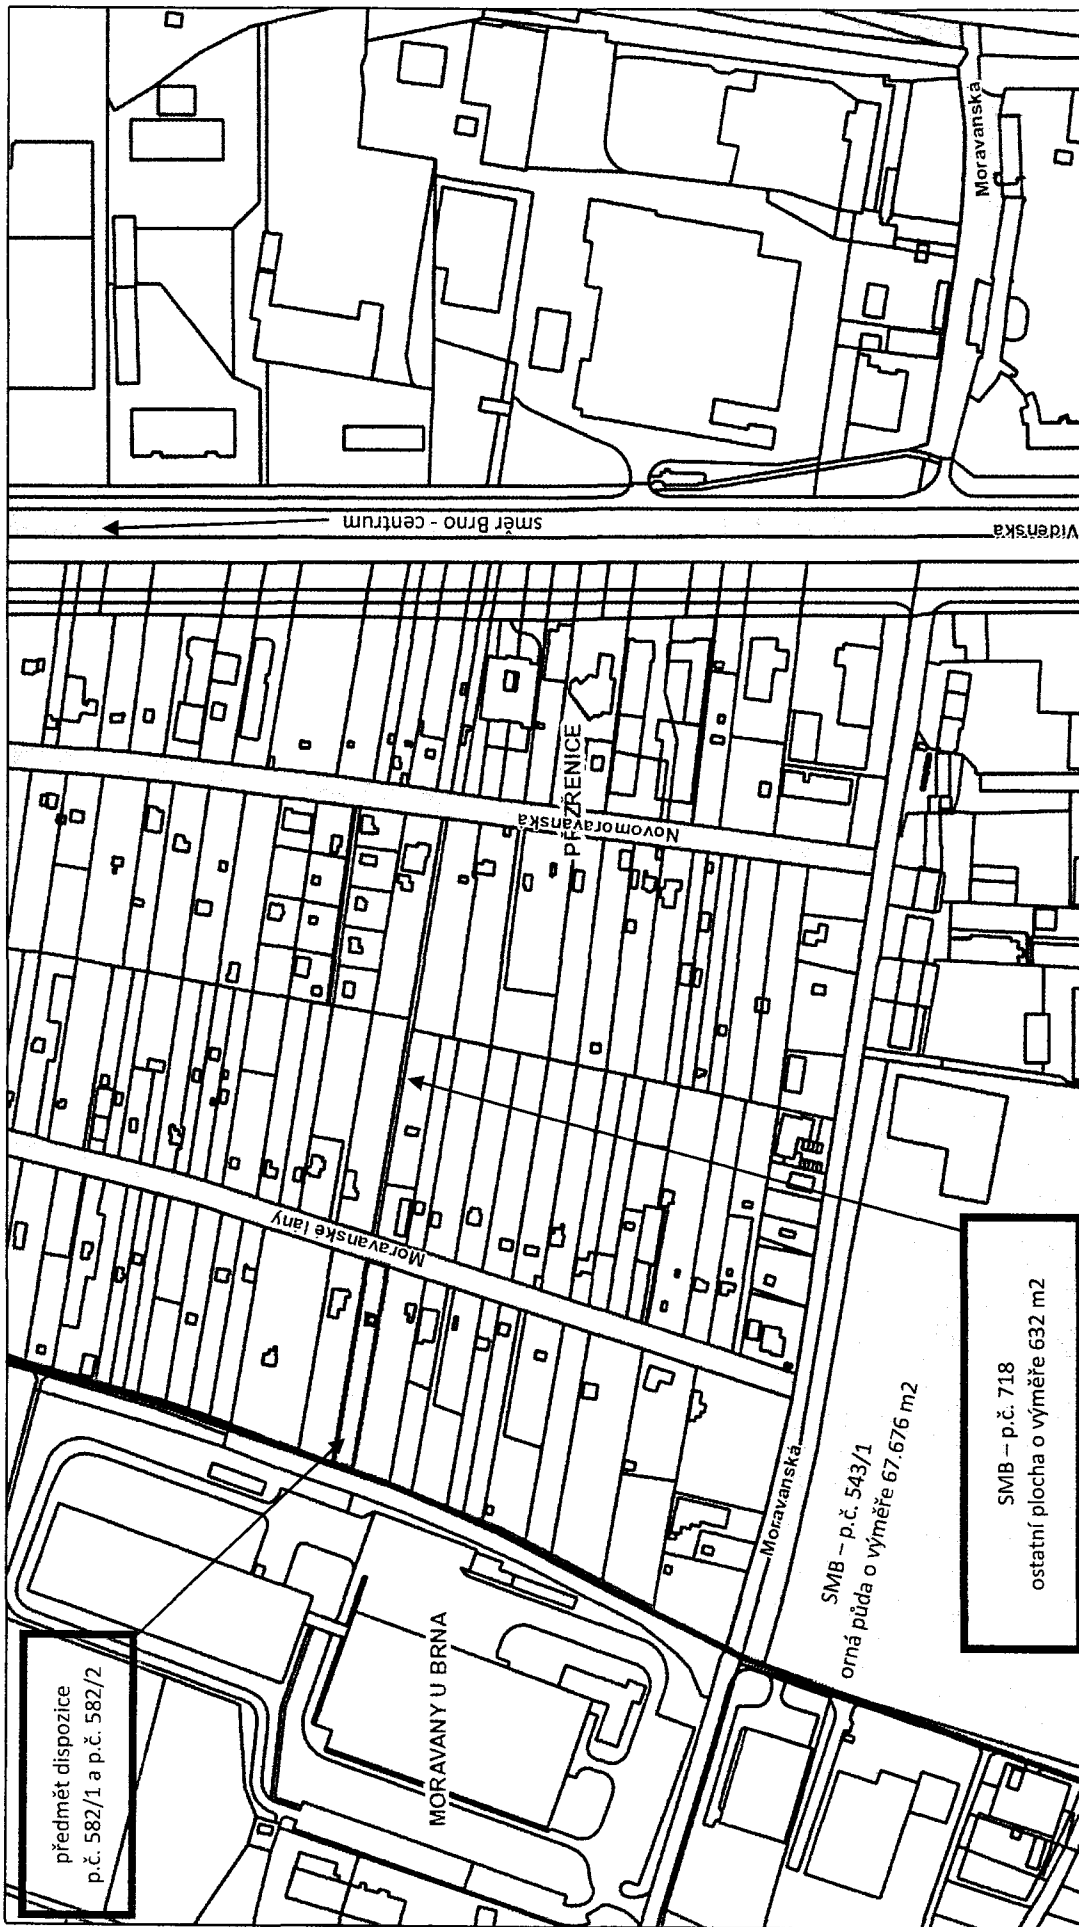 předmět dispozice
p.č. 582/1 a p.č. 582/2
MORAVANY U BRNA
Moravanské lány
Novomoravanská
PŘÍZŘENICE
směr Brno - centrum
Vídeňská
Moravanská
Moravanská
SMB – p.č. 543/1
orná půda o výměře 67.676 m2
SMB – p.č. 718
ostatní plocha o výměře 632 m2